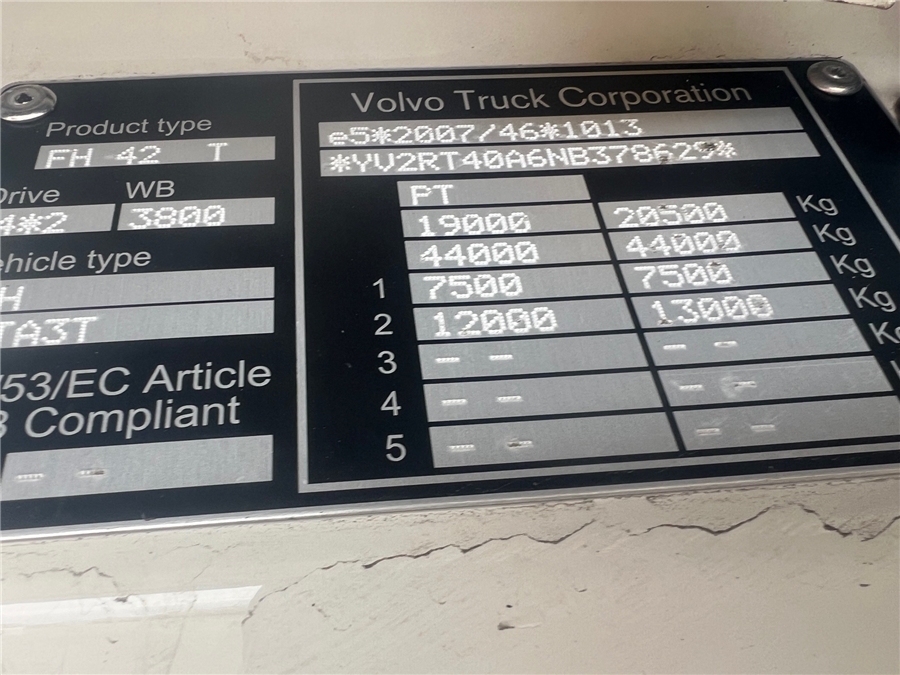 Product type
FH 42 T
Drive
WB
4*2
3800
ehicle type
H
TA3T
/53/EC Article
Compliant
-- --
Volvo Truck Corporation
e5*2007/46*1013
*YV2RT40A6NB378629*
PT
19000 20500 Kg
44000 44000 Kg
1 7500 7500 Kg
2 12000 13000 Kg
3 -- -- -- -- K
4 -- -- -- --
5 -- -- -- --